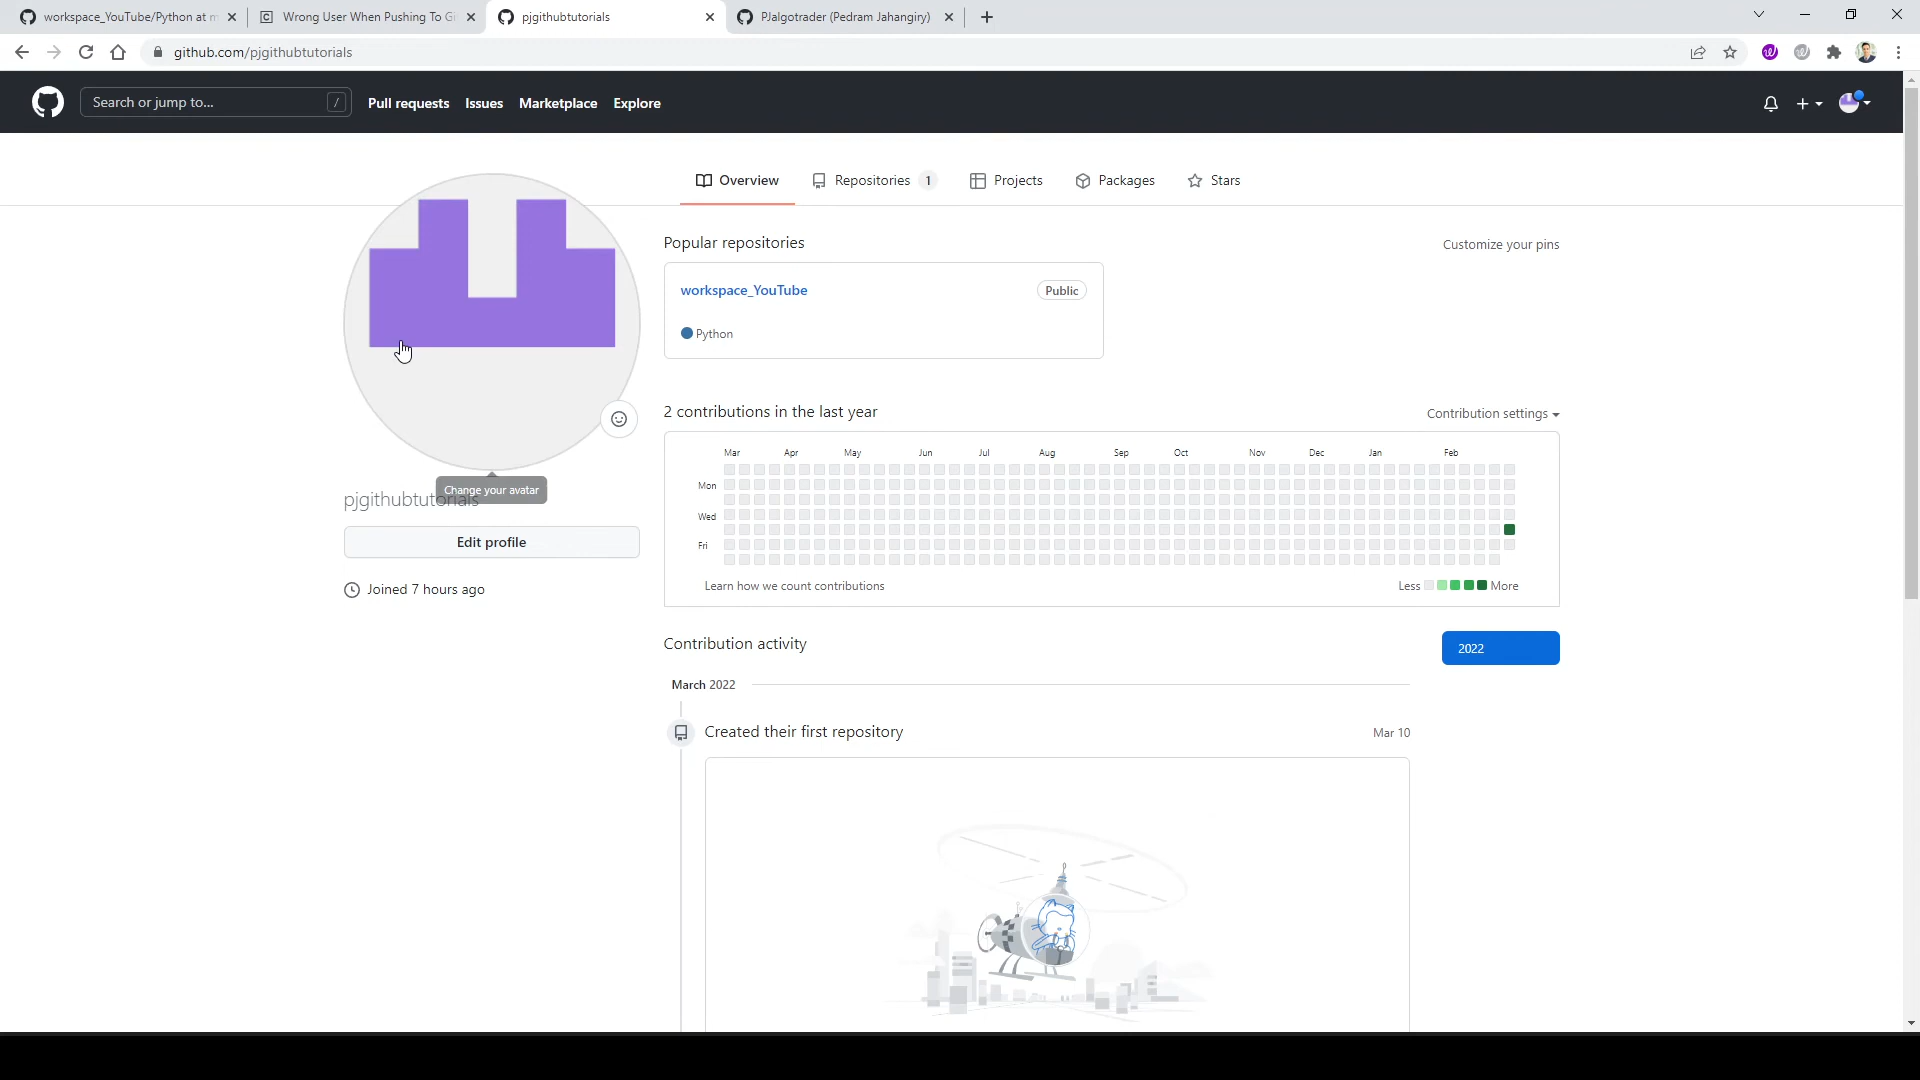 workspace_YouTube/Python at m
Wrong User When Pushing To Gi
pjgithubtutorials
PJalgotrader (Pedram Jahangiry)
github.com/pjgithubtutorials
Search or jump to... /
Pull requests Issues Marketplace Explore
Overview Repositories 1 Projects Packages Stars
Popular repositories
Customize your pins
workspace_YouTube
Public
Python
2 contributions in the last year
Contribution settings
Mar Apr May Jun Jul Aug Sep Oct Nov Dec Jan Feb
Mon
Wed
Fri
Learn how we count contributions
Less More
Change your avatar
pjgithubtutorials
Edit profile
Joined 7 hours ago
Contribution activity
2022
March 2022
Created their first repository
Mar 10